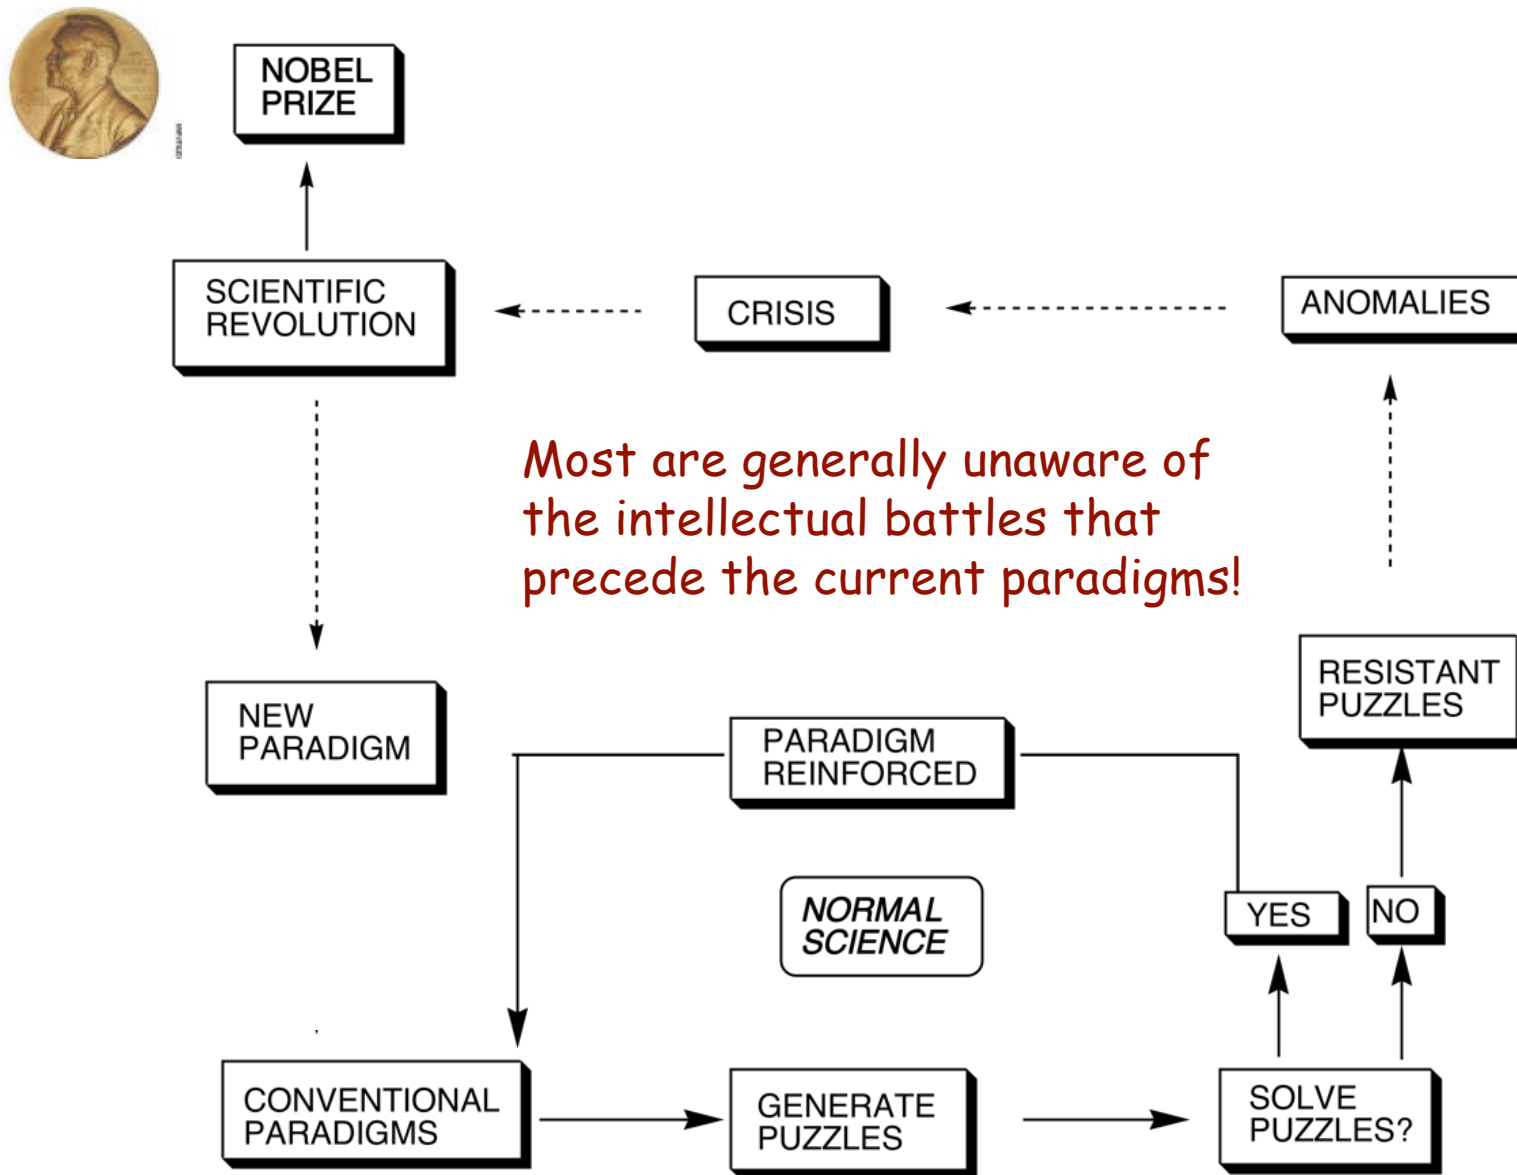 NOBEL
PRIZE
SCIENTIFIC
REVOLUTION
CRISIS
ANOMALIES
Most are generally unaware of
the intellectual battles that
precede the current paradigms!
RESISTANT
PUZZLES
NEW
PARADIGM
PARADIGM
REINFORCED
NORMAL
SCIENCE
YES
NO
CONVENTIONAL
PARADIGMS
GENERATE
PUZZLES
SOLVE
PUZZLES?